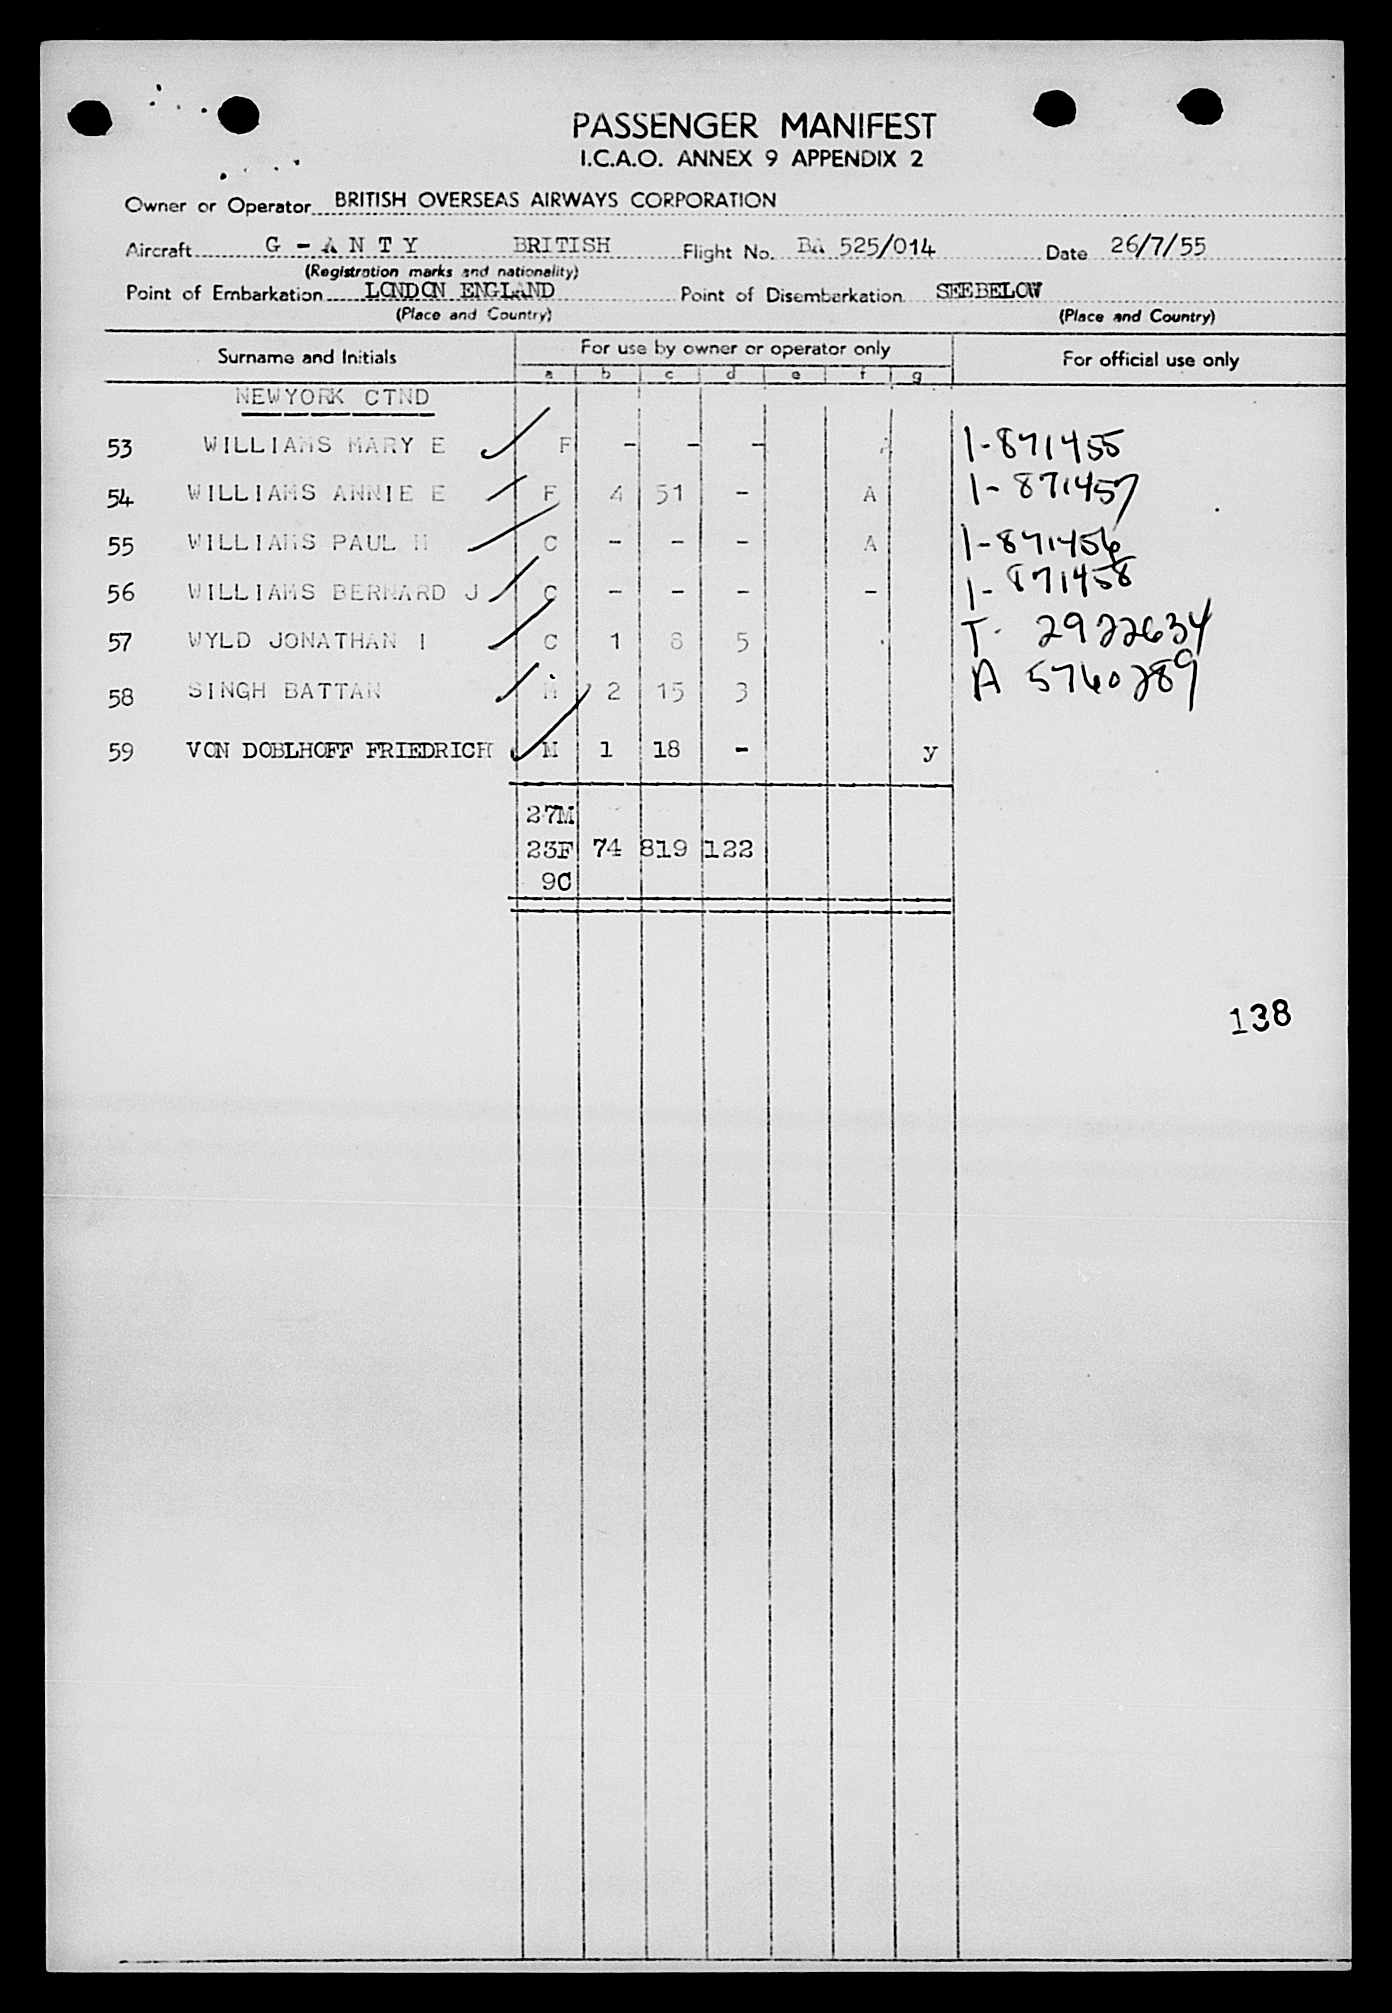 PASSENGER MANIFEST
I.C.A.O. ANNEX 9 APPENDIX 2
Owner or Operator BRITISH OVERSEAS AIRWAYS CORPORATION
Aircraft G - A N T Y BRITISH Flight No. BA 525/014 Date 26/7/55
(Registration marks and nationality)
Point of Embarkation LONDON ENGLAND Point of Disembarkation SEEBELOW
(Place and Country) (Place and Country)
Surname and Initials For use by owner or operator only For official use only
a b c d e f g
NEWYORK CTND
53 WILLIAMS MARY E F - - - A 1-871455
54 WILLIAMS ANNIE E F 4 51 - A 1-871457
55 WILLIAMS PAUL M C - - - A 1-871456
56 WILLIAMS BERNARD J C - - - - 1-871458
57 WYLD JONATHAN I C 1 8 5 T- 2922634
58 SINGH BATTAN M 2 15 3 A 5740289
59 VON DOBLHOFF FRIEDRICH M 1 18 - y
27M
23F 74 819 122
9C
138